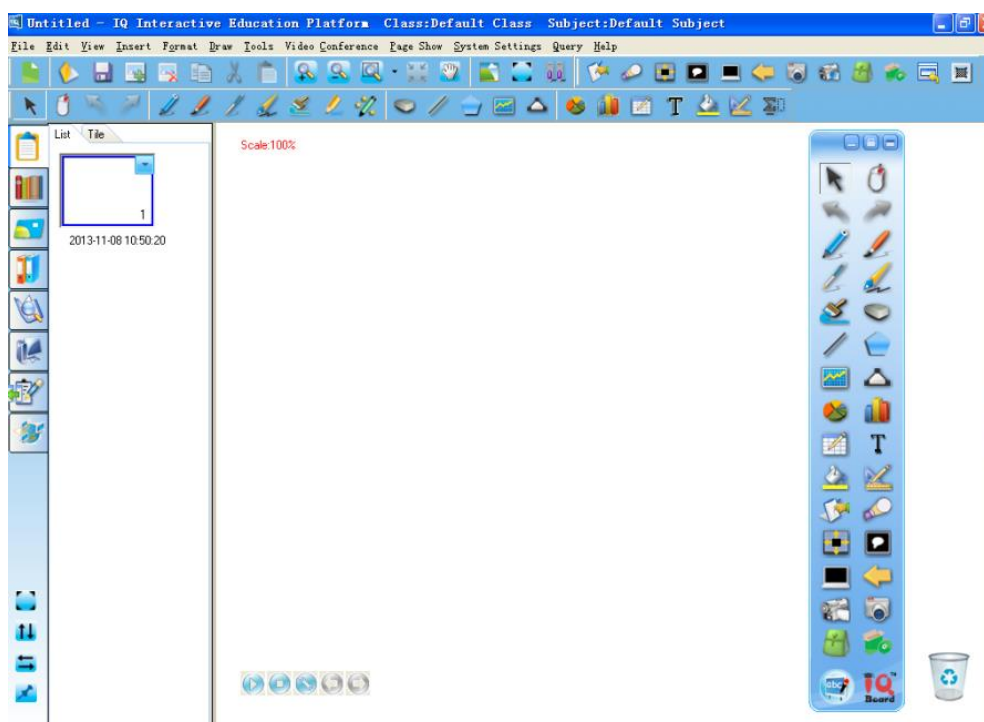 Untitled - IQ Interactive Education Platform Class:Default Class Subject:Default Subject
File Edit View Insert Format Draw Tools Video Conference Page Show System Settings Query Help
T
List Tile
Scale:100%
1
2013-11-08 10:50:20
T
abc IQ
Board